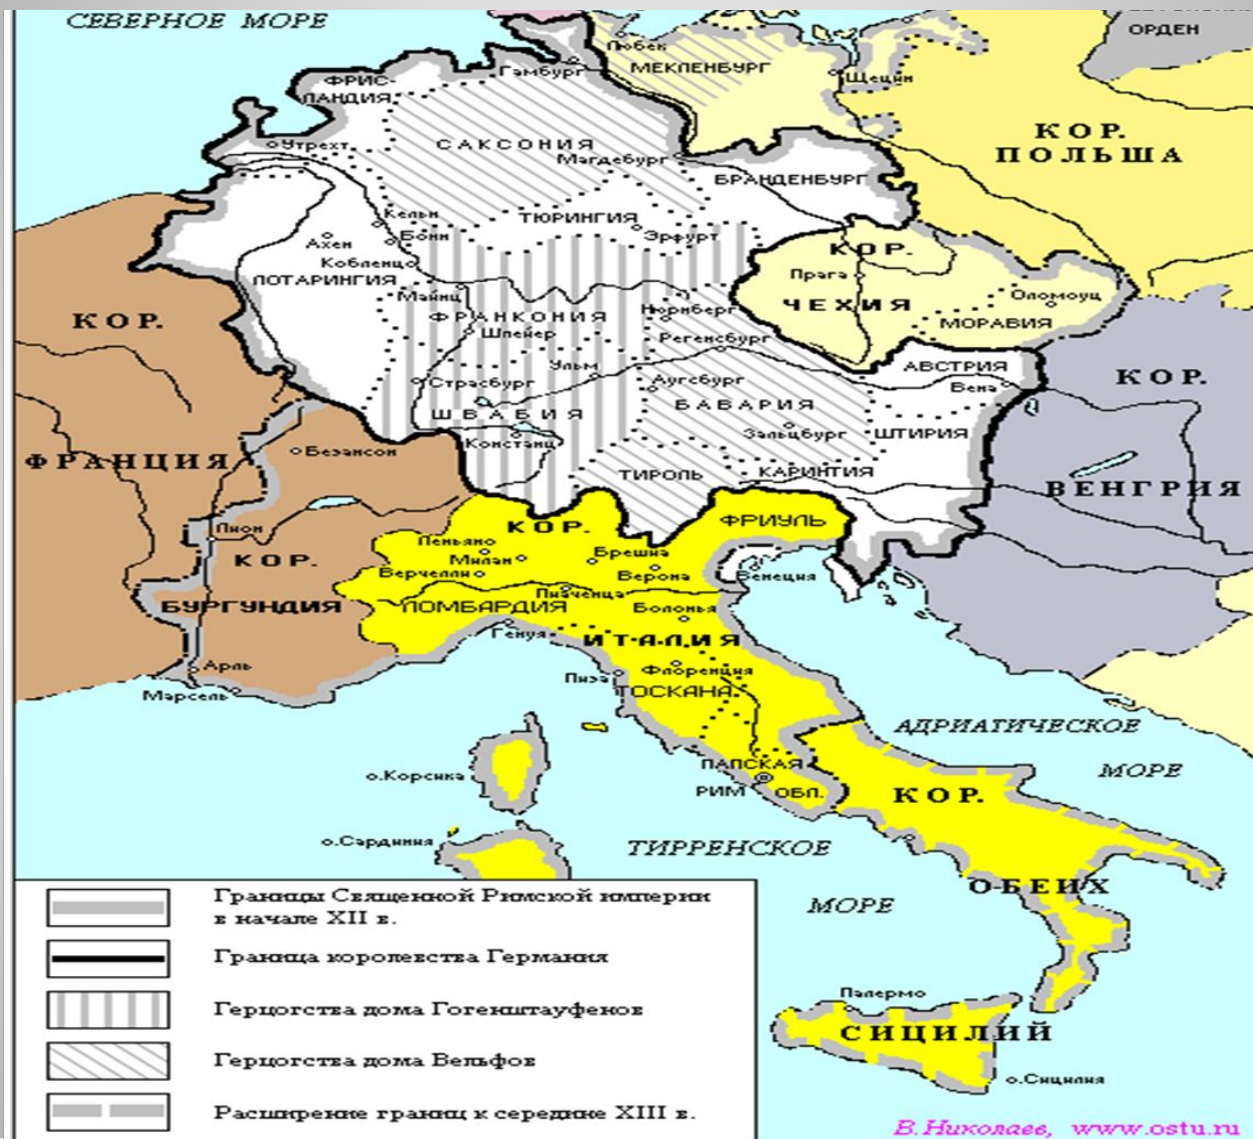 СЕВЕРНОЕ МОРЕ
ОРДЕН
Любек
МЕКЛЕНБУРГ
Гамбург
Щецин
ФРИС-
ЛАНДИЯ
КОР.
ПОЛЬША
Утрехт
САКСОНИЯ
Магдебург
БРАНДЕНБУРГ
Кельн
ТЮРИНГИЯ
Ахен
Бонн
Эрфурт
КОР.
Кобленц
Прага
ЛОТАРИНГИЯ
Майнц
ЧЕХИЯ
Оломоуц
КОР.
ФРАНКОНИЯ
Нюрнберг
МОРАВИЯ
Шпейер
Регенсбург
Ульм
АВСТРИЯ
Страсбург
Аугсбург
Вена
КОР.
ШВАБИЯ
БАВАРИЯ
Констанц
Зальцбург
ШТИРИЯ
Безансон
ФРАНЦИЯ
ТИРОЛЬ
КАРИНТИЯ
ВЕНГРИЯ
Лион
КОР.
ФРИУЛЬ
Леньяно
КОР.
Милан
Брешиа
Верчелли
Верона
Венеция
Пиаченца
БУРГУНДИЯ
ЛОМБАРДИЯ
Болонья
Генуя
ИТАЛИЯ
Арль
Флоренция
Пиза
Марсель
ТОСКАНА
АДРИАТИЧЕСКОЕ
МОРЕ
о.Корсика
ПАПСКАЯ
РИМ
ОБЛ.
КОР.
о.Сардиния
ТИРРЕНСКОЕ
МОРЕ
ОБЕИХ
Палермо
СИЦИЛИЙ
о.Сицилия
Границы Священной Римской империи
в начале XII в.
Граница королевства Германия
Герцогства дома Гогенштауфенов
Герцогства дома Вельфов
Расширение границ к середине XIII в.
В.Николаев, www.ostu.ru